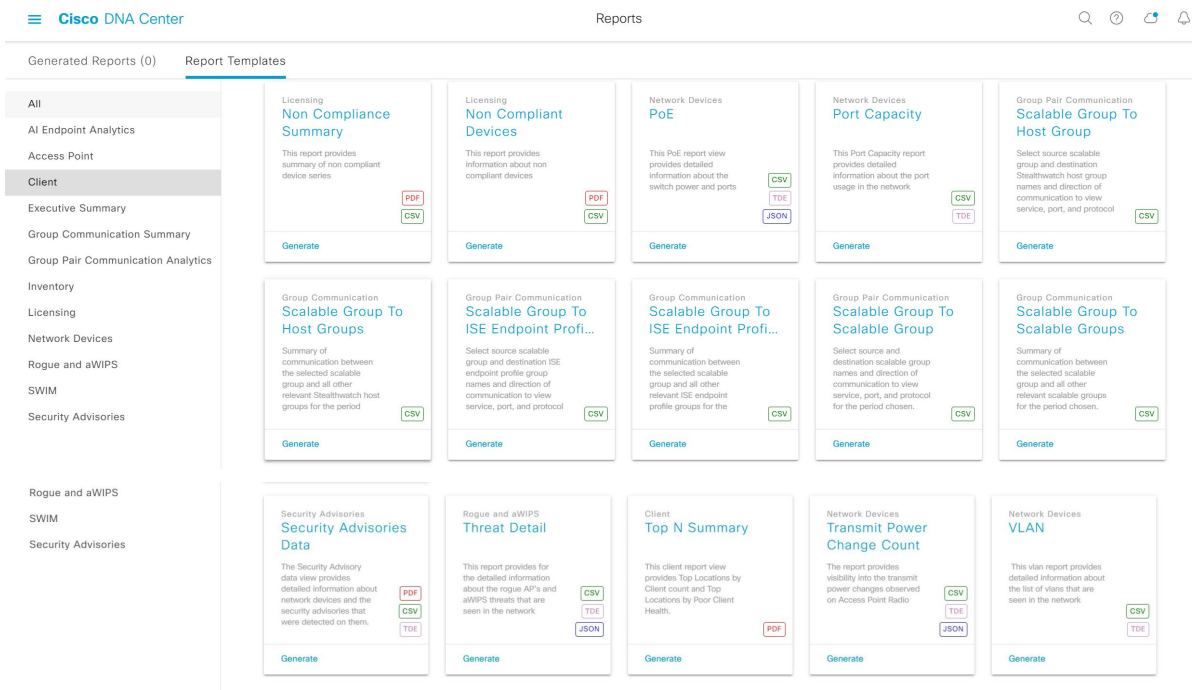 Cisco DNA Center
Reports
Generated Reports (0)
Report Templates
All
AI Endpoint Analytics
Access Point
Client
Executive Summary
Group Communication Summary
Group Pair Communication Analytics
Inventory
Licensing
Network Devices
Rogue and aWIPS
SWIM
Security Advisories
Licensing
Non Compliance
Summary
This report provides
summary of non compliant
device series
PDF
CSV
Generate
Licensing
Non Compliant
Devices
This report provides
information about non
compliant devices
PDF
CSV
Generate
Network Devices
PoE
This PoE report view
provides detailed
information about the
switch power and ports
CSV
TDE
JSON
Generate
Network Devices
Port Capacity
This Port Capacity report
provides detailed
information about the port
usage in the network
CSV
TDE
Generate
Group Pair Communication
Scalable Group To
Host Group
Select source scalable
group and destination
Stealthwatch host group
names and direction of
communication to view
service, port, and protocol
CSV
Generate
Group Communication
Scalable Group To
Host Groups
Summary of
communication between
the selected scalable
group and all other
relevant Stealthwatch host
groups for the period
CSV
Generate
Group Pair Communication
Scalable Group To
ISE Endpoint Profi...
Select source scalable
group and destination ISE
endpoint profile group
names and direction of
communication to view
service, port, and protocol
CSV
Generate
Group Communication
Scalable Group To
ISE Endpoint Profi...
Summary of
communication between
the selected scalable
group and all other
relevant ISE endpoint
profile groups for the
CSV
Generate
Group Pair Communication
Scalable Group To
Scalable Group
Select source and
destination scalable group
names and direction of
communication to view
service, port, and protocol
for the period chosen.
CSV
Generate
Group Communication
Scalable Group To
Scalable Groups
Summary of
communication between
the selected scalable
group and all other
relevant scalable groups
for the period chosen.
CSV
Generate
Rogue and aWIPS
SWIM
Security Advisories
Security Advisories
Security Advisories
Data
The Security Advisory
data view provides
detailed information about
network devices and the
security advisories that
were detected on them.
PDF
CSV
TDE
Generate
Rogue and aWIPS
Threat Detail
This report provides for
the detailed information
about the rogue AP's and
aWIPS threats that are
seen in the network
CSV
TDE
JSON
Generate
Client
Top N Summary
This client report view
provides Top Locations by
Client count and Top
Locations by Poor Client
Health.
PDF
Generate
Network Devices
Transmit Power
Change Count
The report provides
visibility into the transmit
power changes observed
on Access Point Radio
CSV
TDE
JSON
Generate
Network Devices
VLAN
This vlan report provides
detailed information about
the list of vlans that are
seen in the network
CSV
TDE
Generate